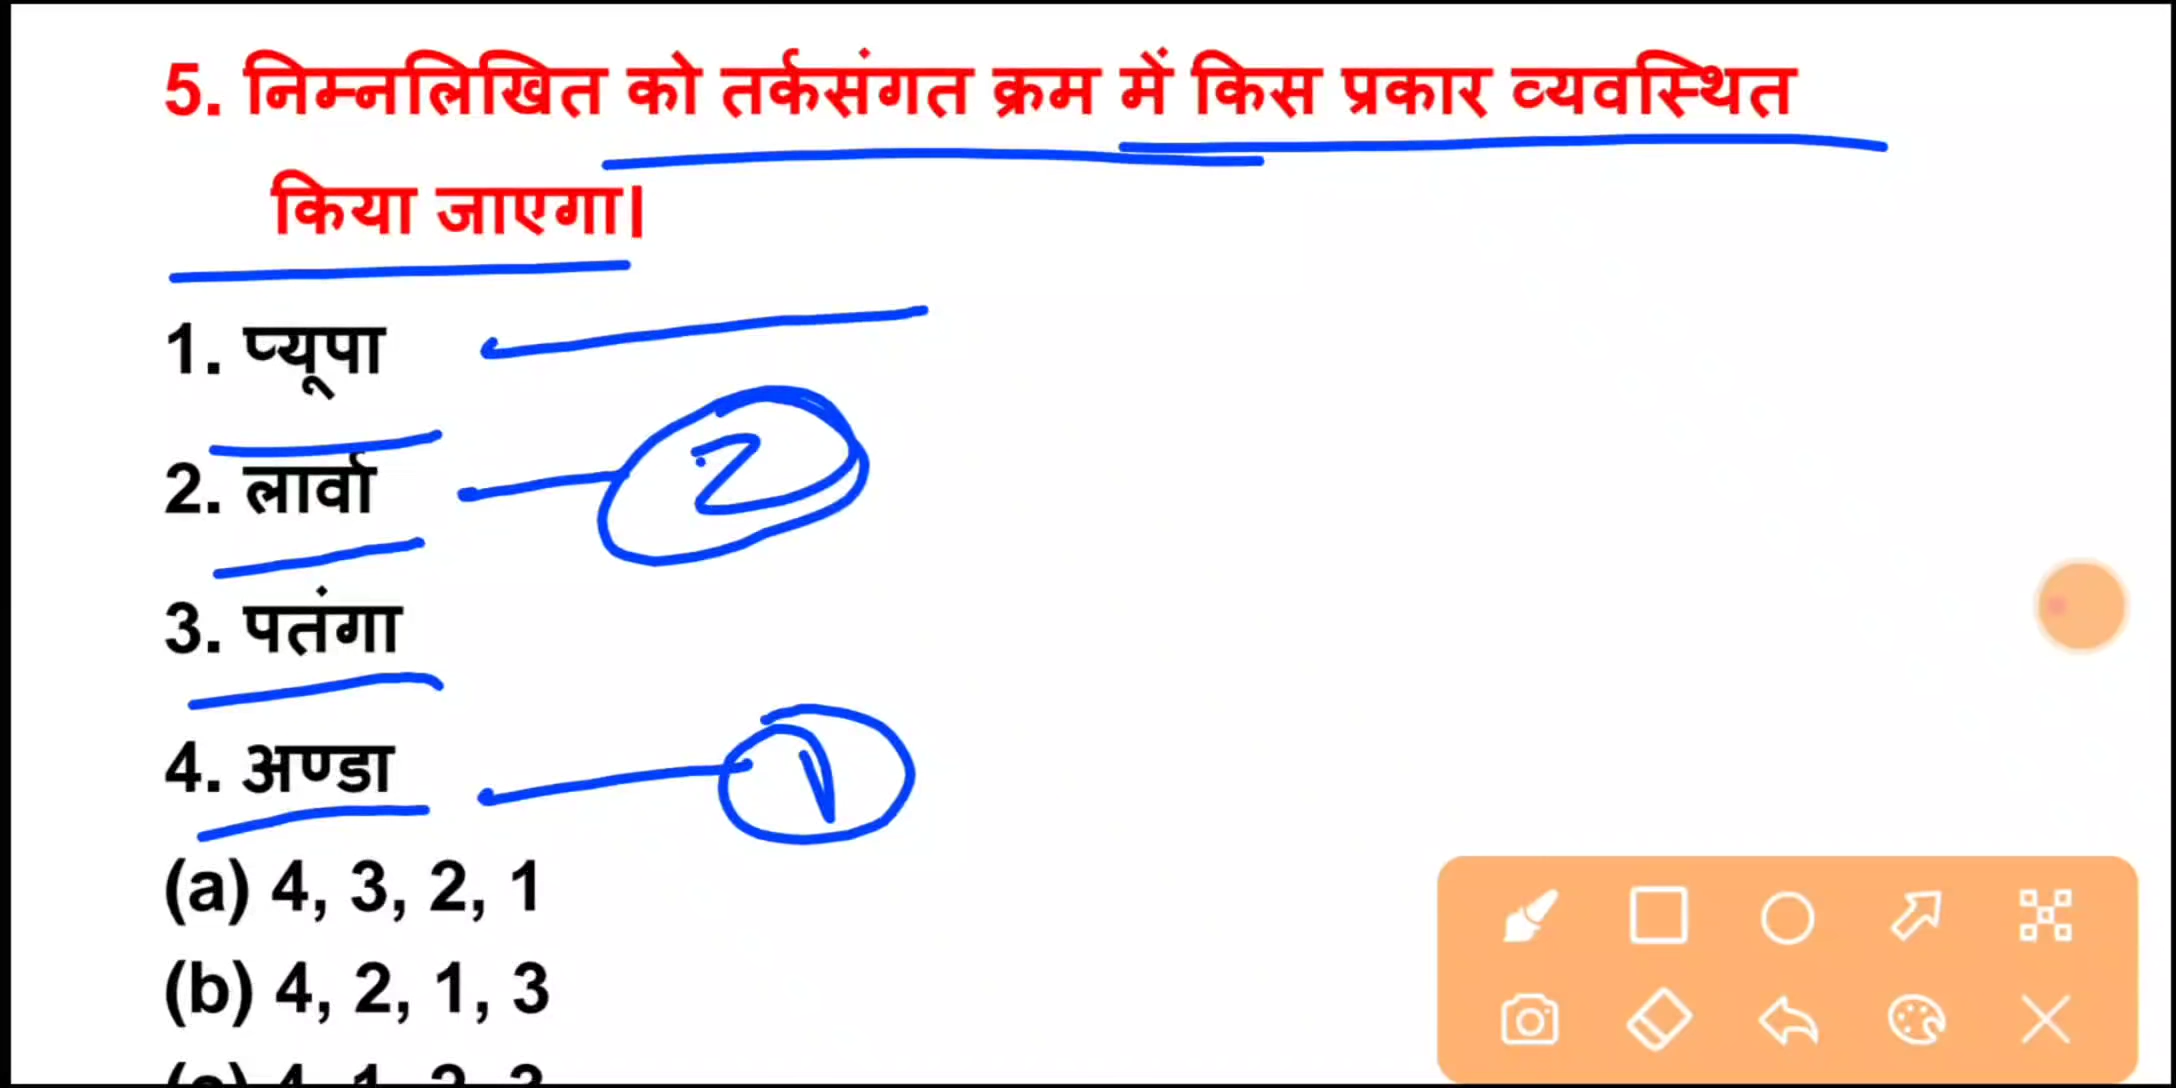 5. निम्नलिखित को तर्कसंगत क्रम में किस प्रकार व्यवस्थित
किया जाएगा।
1. प्यूपा
2. लार्वा 2
3. पतंगा
4. अण्डा 1
(a) 4, 3, 2, 1
(b) 4, 2, 1, 3